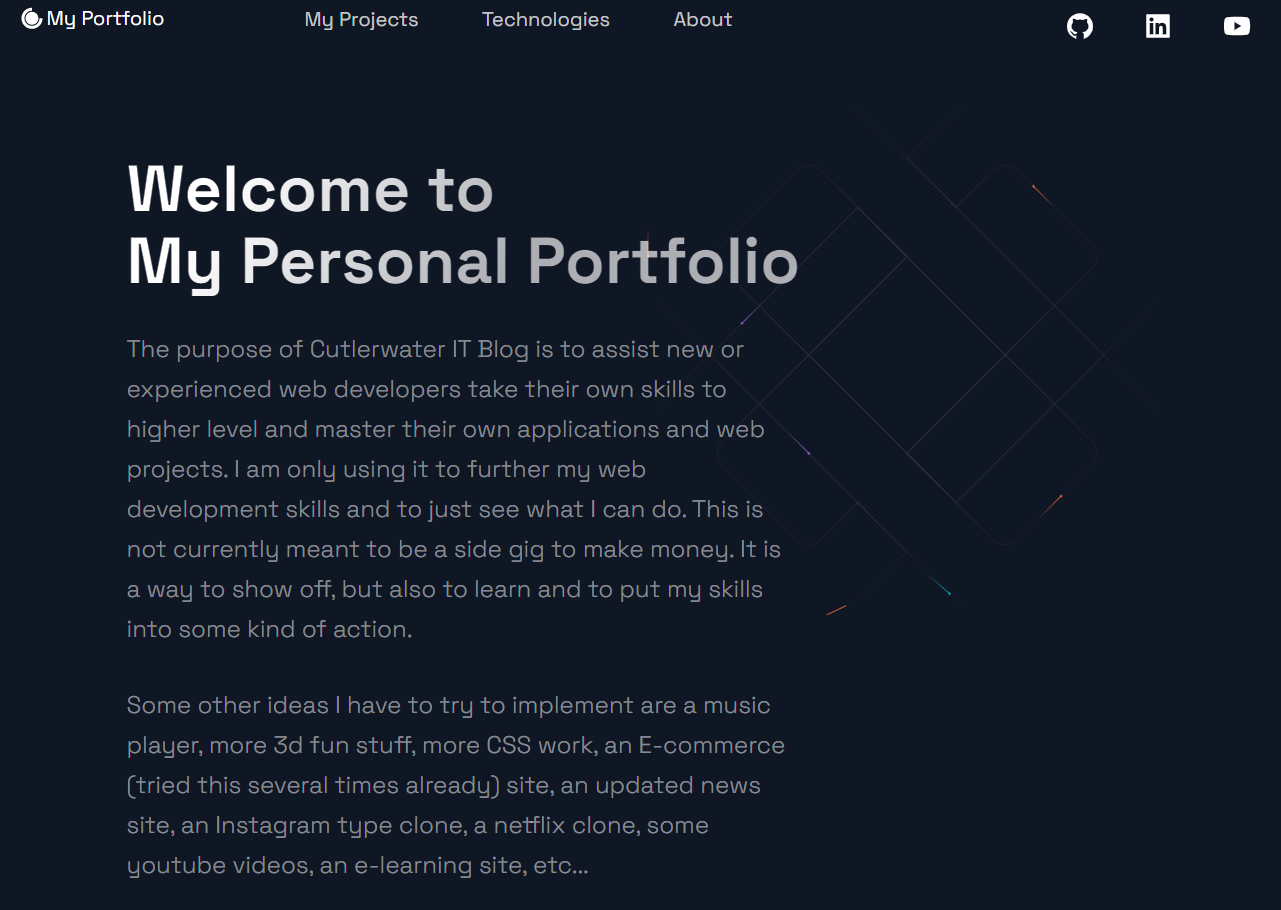 My Portfolio
My Projects
Technologies
About
Welcome to
My Personal Portfolio
The purpose of Cutlerwater IT Blog is to assist new or
experienced web developers take their own skills to
higher level and master their own applications and web
projects. I am only using it to further my web
development skills and to just see what I can do. This is
not currently meant to be a side gig to make money. It is
a way to show off, but also to learn and to put my skills
into some kind of action.
Some other ideas I have to try to implement are a music
player, more 3d fun stuff, more CSS work, an E-commerce
(tried this several times already) site, an updated news
site, an Instagram type clone, a netflix clone, some
youtube videos, an e-learning site, etc...